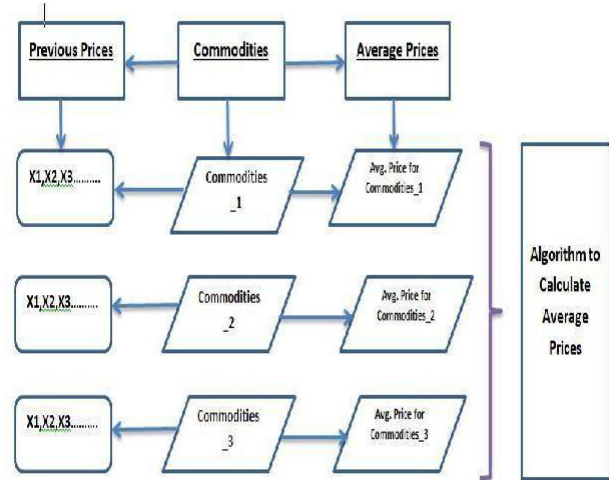 Previous Prices
Commodities
Average Prices
X1,X2,X3..........
Commodities
_1
Avg. Price for
Commodities_1
X1,X2,X3..........
Commodities
_2
Avg. Price for
Commodities_2
X1,X2,X3..........
Commodities
_3
Avg. Price for
Commodities_3
Algorithm to
Calculate
Average
Prices